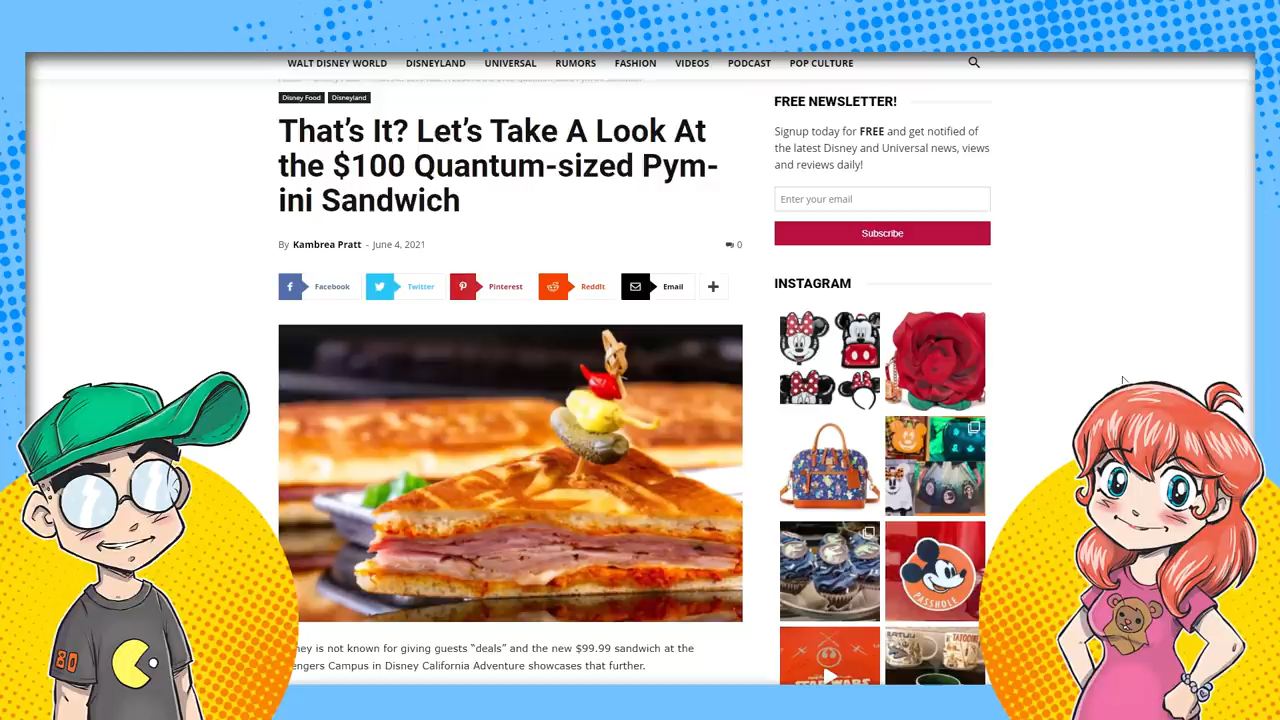 WALT DISNEY WORLD DISNEYLAND UNIVERSAL RUMORS FASHION VIDEOS PODCAST POP CULTURE
Disney Food Disneyland
That's It? Let's Take A Look At
the $100 Quantum-sized Pym-
ini Sandwich
By Kambrea Pratt - June 4, 2021 0
Facebook Twitter Pinterest ReddIt Email
ney is not known for giving guests "deals" and the new $99.99 sandwich at the
engers Campus in Disney California Adventure showcases that further.
FREE NEWSLETTER!
Signup today for FREE and get notified of
the latest Disney and Universal news, views
and reviews daily!
Enter your email
Subscribe
INSTAGRAM
PASSHOLE
STAR WARS
80